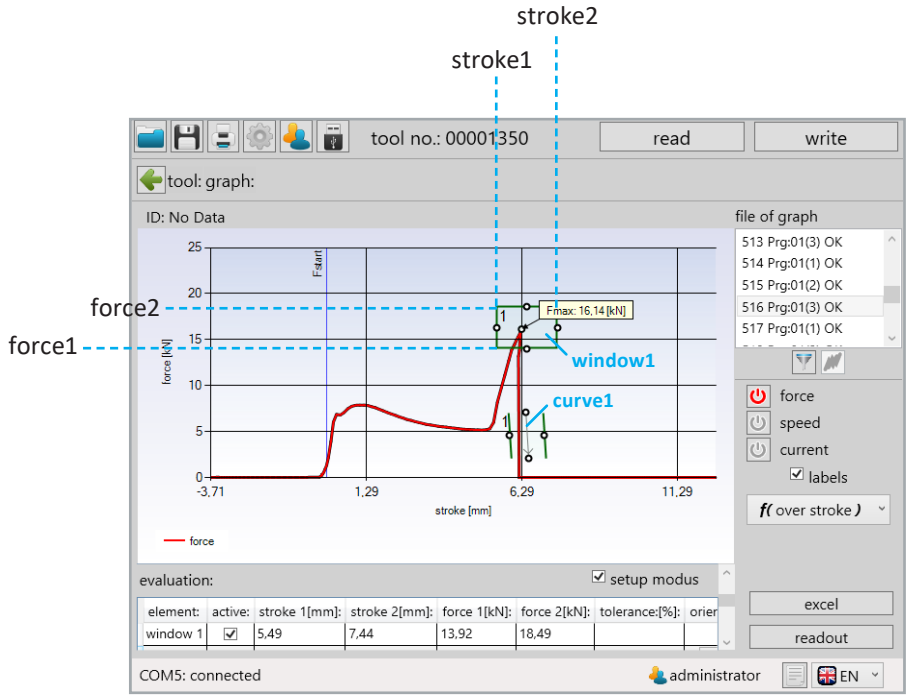 stroke2
stroke1
tool no.: 00001350
read
write
tool: graph:
ID: No Data
file of graph
25
20
15
10
5
0
force [kN]
Fstart
force2
force1
1
Fmax: 16,14 [kN]
window1
curve1
1
-3,71
1,29
6,29
11,29
stroke [mm]
force
513 Prg:01(3) OK
514 Prg:01(1) OK
515 Prg:01(2) OK
516 Prg:01(3) OK
517 Prg:01(1) OK
force
speed
current
labels
f( over stroke )
evaluation:
setup modus
element: active: stroke 1[mm]: stroke 2[mm]: force 1[kN]: force 2[kN]: tolerance:[%]: orier
window 1 5,49 7,44 13,92 18,49
excel
readout
COM5: connected
administrator
EN